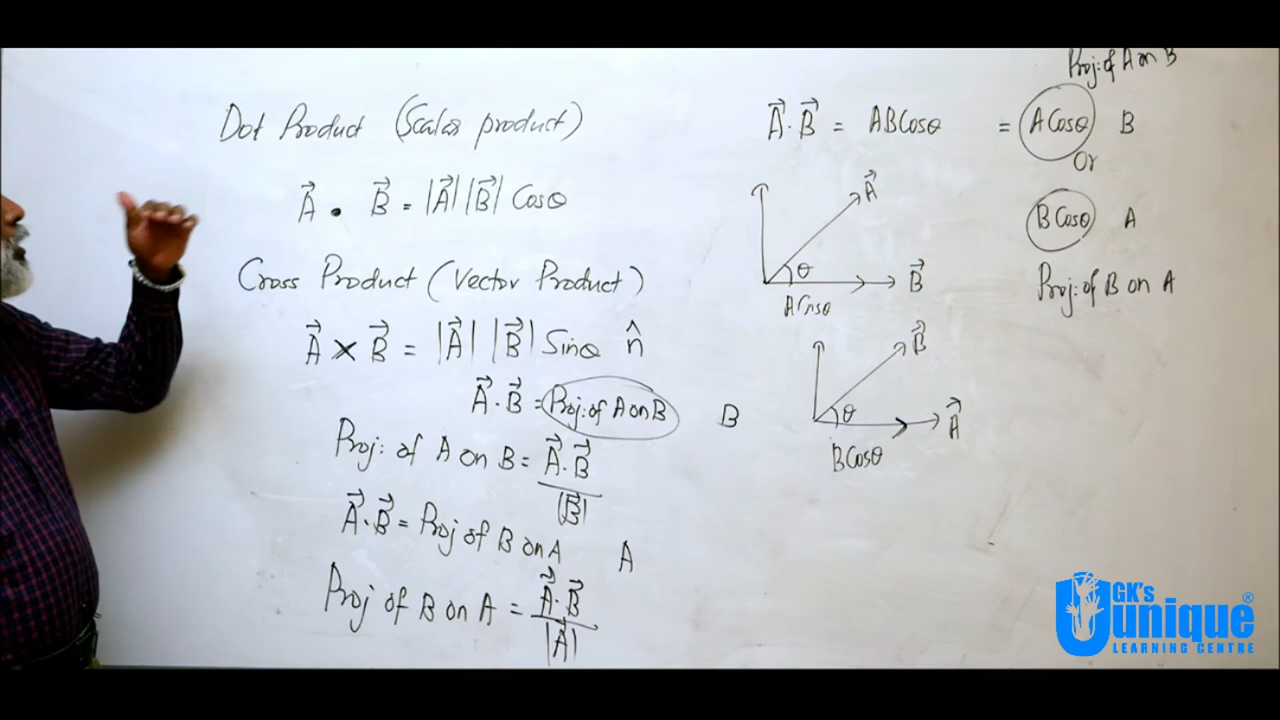 Dot Product (Scalar product)
A⃗ • B⃗ = |A⃗| |B⃗| Cosθ
Cross Product (Vector Product)
A⃗ × B⃗ = |A⃗| |B⃗| Sinθ n̂
A⃗ . B⃗ = Proj: of A on B B
Proj: of A on B = A⃗ . B⃗
|B⃗|
A⃗ . B⃗ = Proj of B on A A
Proj of B on A = A⃗ . B⃗
|A⃗|
Proj: of A on B
A⃗ . B⃗ = ABCosθ = ACosθ B
Or
BCosθ A
Proj: of B on A
A⃗
θ
B⃗
ACosθ
B⃗
θ
A⃗
BCosθ
GK's
Unique®
LEARNING CENTRE